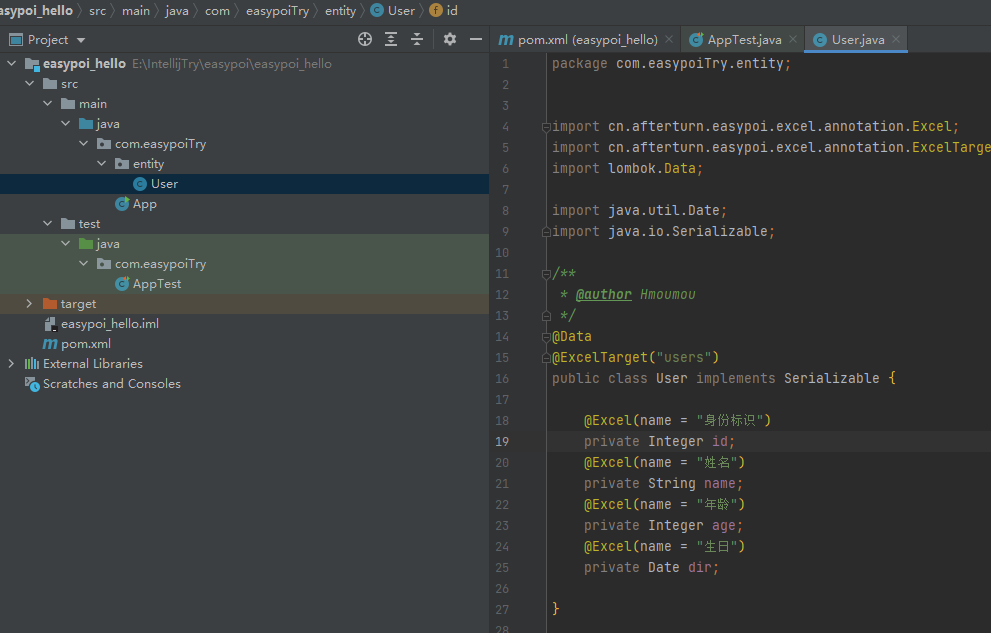 asypoi_hello src main java com easypoiTry entity User id
Project
pom.xml (easypoi_hello) AppTest.java User.java
easypoi_hello E:\IntellijTry\easypoi\easypoi_hello
src
main
java
com.easypoiTry
entity
User
App
test
java
com.easypoiTry
AppTest
target
easypoi_hello.iml
pom.xml
External Libraries
Scratches and Consoles
1 package com.easypoiTry.entity;
2
3
4 import cn.afterturn.easypoi.excel.annotation.Excel;
5 import cn.afterturn.easypoi.excel.annotation.ExcelTarge
6 import lombok.Data;
7
8 import java.util.Date;
9 import java.io.Serializable;
10
11 /**
12 * @author Hmoumou
13 */
14 @Data
15 @ExcelTarget("users")
16 public class User implements Serializable {
17
18 @Excel(name = "身份标识")
19 private Integer id;
20 @Excel(name = "姓名")
21 private String name;
22 @Excel(name = "年龄")
23 private Integer age;
24 @Excel(name = "生日")
25 private Date dir;
26
27 }
28